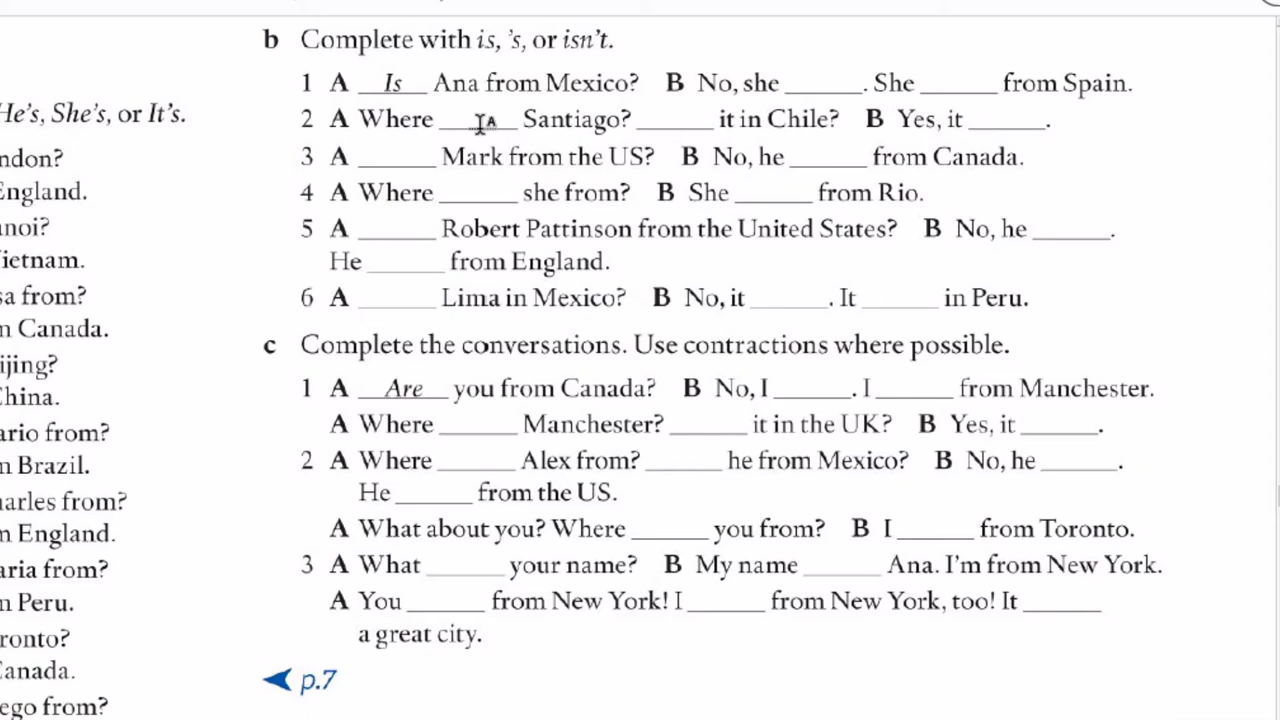 b Complete with is, 's, or isn't.
1 A Is Ana from Mexico? B No, she ______. She ______ from Spain.
He's, She's, or It's.
2 A Where ______ Santiago? ______ it in Chile? B Yes, it ______.
ndon?
3 A ______ Mark from the US? B No, he ______ from Canada.
England.
4 A Where ______ she from? B She ______ from Rio.
noi?
5 A ______ Robert Pattinson from the United States? B No, he ______.
ietnam.
He ______ from England.
sa from?
6 A ______ Lima in Mexico? B No, it ______. It ______ in Peru.
n Canada.
c Complete the conversations. Use contractions where possible.
ijing?
1 A Are you from Canada? B No, I ______. I ______ from Manchester.
China.
A Where ______ Manchester? ______ it in the UK? B Yes, it ______.
ario from?
2 A Where ______ Alex from? ______ he from Mexico? B No, he ______.
n Brazil.
He ______ from the US.
harles from?
A What about you? Where ______ you from? B I ______ from Toronto.
n England.
3 A What ______ your name? B My name ______ Ana. I'm from New York.
aria from?
A You ______ from New York! I ______ from New York, too! It ______
n Peru.
a great city.
ronto?
Canada.
p.7
ego from?